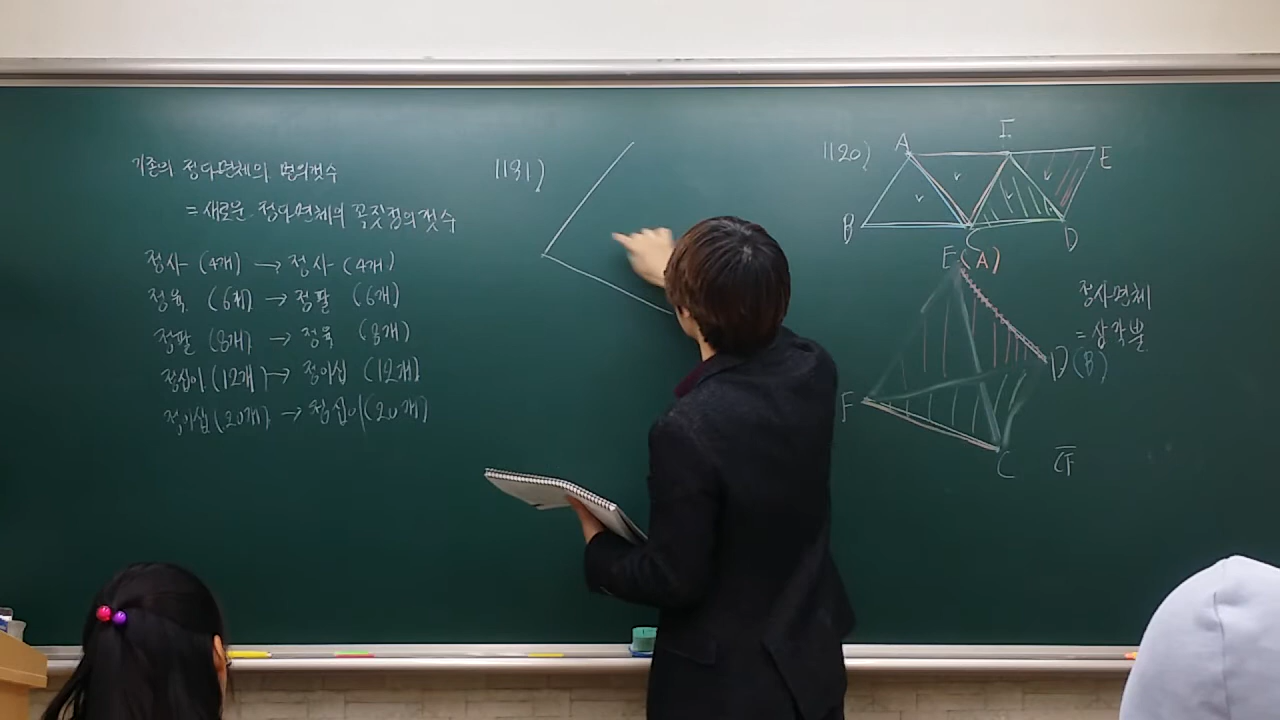 기존의 정다면체의 면의갯수
= 새로운 정다면체의 꼭짓점의 갯수
정사 (4개) → 정사 (4개)
정육 (6개) → 정팔 (6개)
정팔 (8개) → 정육 (8개)
정십이 (12개) → 정이십 (12개)
정이십 (20개) → 정십이 (20개)
1131)
1120)
A
E
B
D
E(A)
D(B)
F
C
정사면체
= 삼각뿔
CF